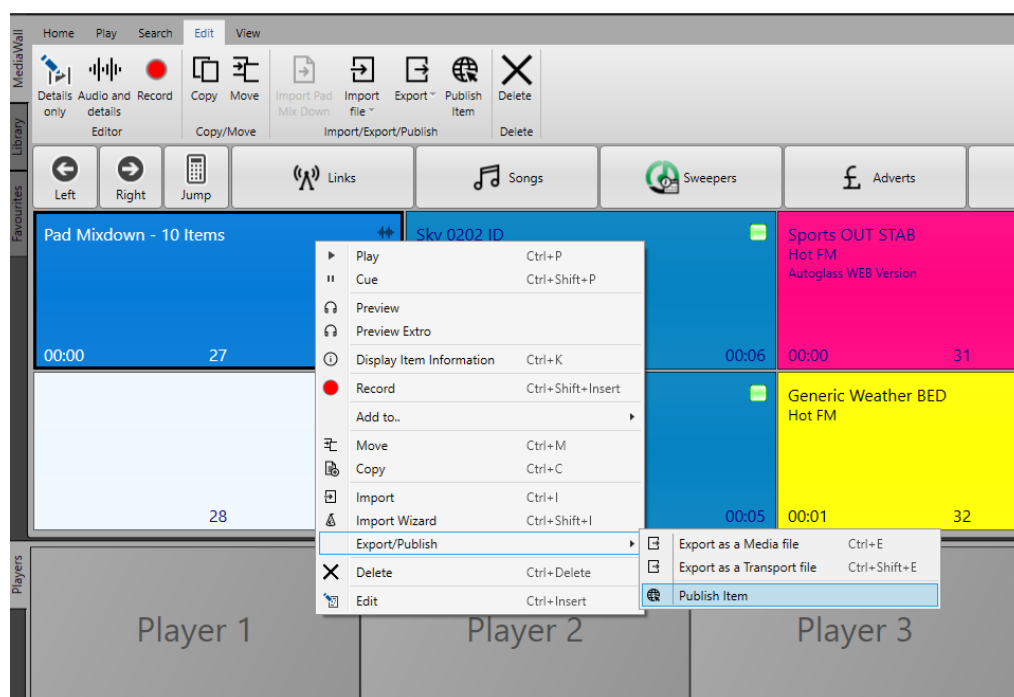 MediaWall
Library
Favourites
Home Play Search Edit View
Details only
Audio and details
Record
Editor
Copy
Move
Copy/Move
Import Pad Mix Down
Import file
Export
Publish Item
Import/Export/Publish
Delete
Delete
Left
Right
Jump
Links
Songs
Sweepers
Adverts
Pad Mixdown - 10 Items
00:00 27
Sky 0202 ID
00:06
Sports OUT STAB
Hot FM
Autoglass WEB Version
00:00 31
28
00:05
Generic Weather BED
Hot FM
00:01 32
Play Ctrl+P
Cue Ctrl+Shift+P
Preview
Preview Extro
Display Item Information Ctrl+K
Record Ctrl+Shift+Insert
Add to..
Move Ctrl+M
Copy Ctrl+C
Import Ctrl+I
Import Wizard Ctrl+Shift+I
Export/Publish
Delete Ctrl+Delete
Edit Ctrl+Insert
Export as a Media file Ctrl+E
Export as a Transport file Ctrl+Shift+E
Publish Item
Players
Player 1
Player 2
Player 3